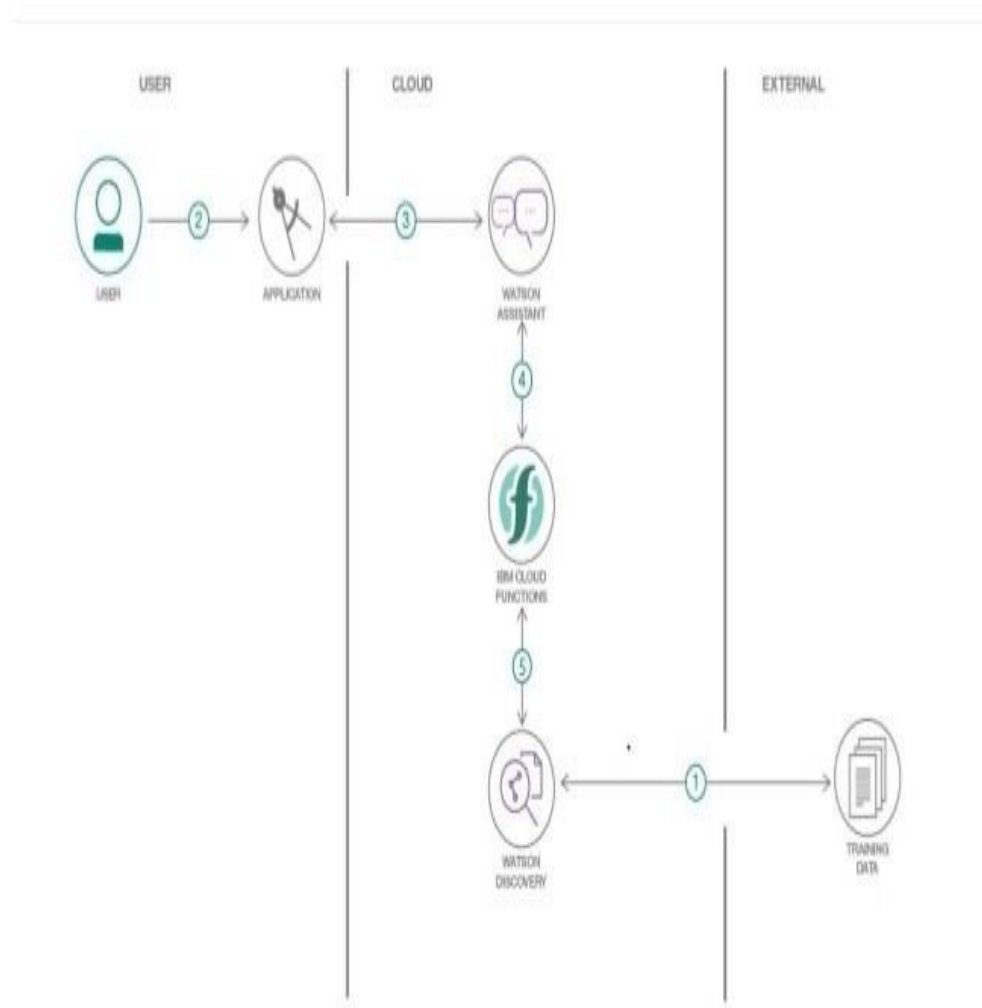 USER
CLOUD
EXTERNAL
2
3
USER
APPLICATION
WATSON
ASSISTANT
4
IBM CLOUD
FUNCTIONS
5
1
WATSON
DISCOVERY
TRAINING
DATA